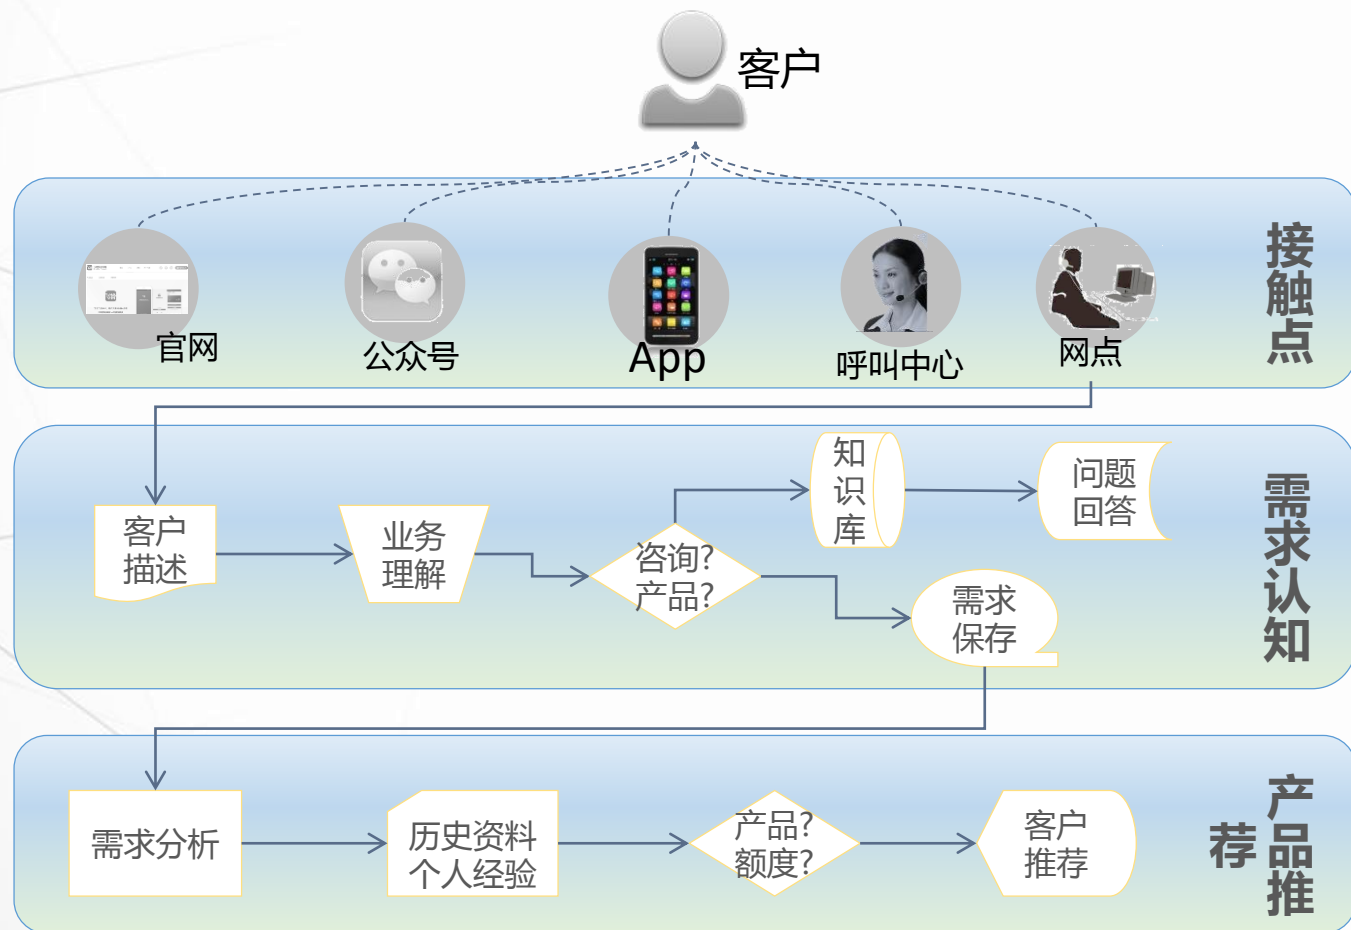 客户
官网
公众号
App
呼叫中心
网点
接触点
客户
描述
业务
理解
咨询?
产品?
知
识
库
问题
回答
需求
保存
需求认知
需求分析
历史资料
个人经验
产品?
额度?
客户
推荐
产品推
荐